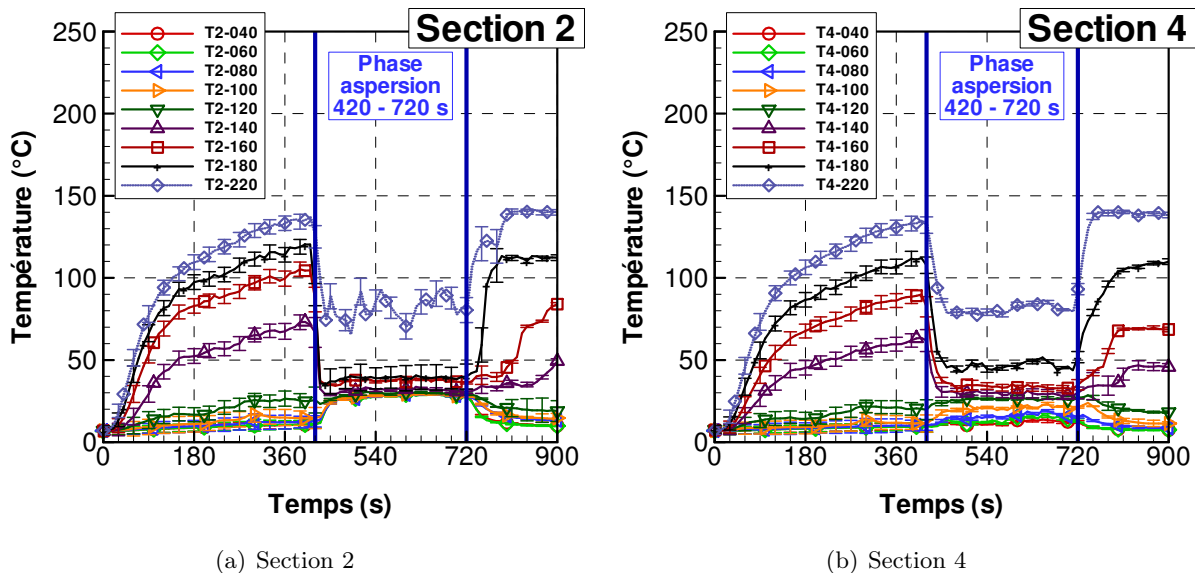 Section 2
T2-040
T2-060
T2-080
T2-100
T2-120
T2-140
T2-160
T2-180
T2-220
Phase
aspersion
420 - 720 s
Température (°C)
250
200
150
100
50
0
0 180 360 540 720 900
Temps (s)
(a) Section 2
Section 4
T4-040
T4-060
T4-080
T4-100
T4-120
T4-140
T4-160
T4-180
T4-220
Phase
aspersion
420 - 720 s
Température (°C)
250
200
150
100
50
0
0 180 360 540 720 900
Temps (s)
(b) Section 4